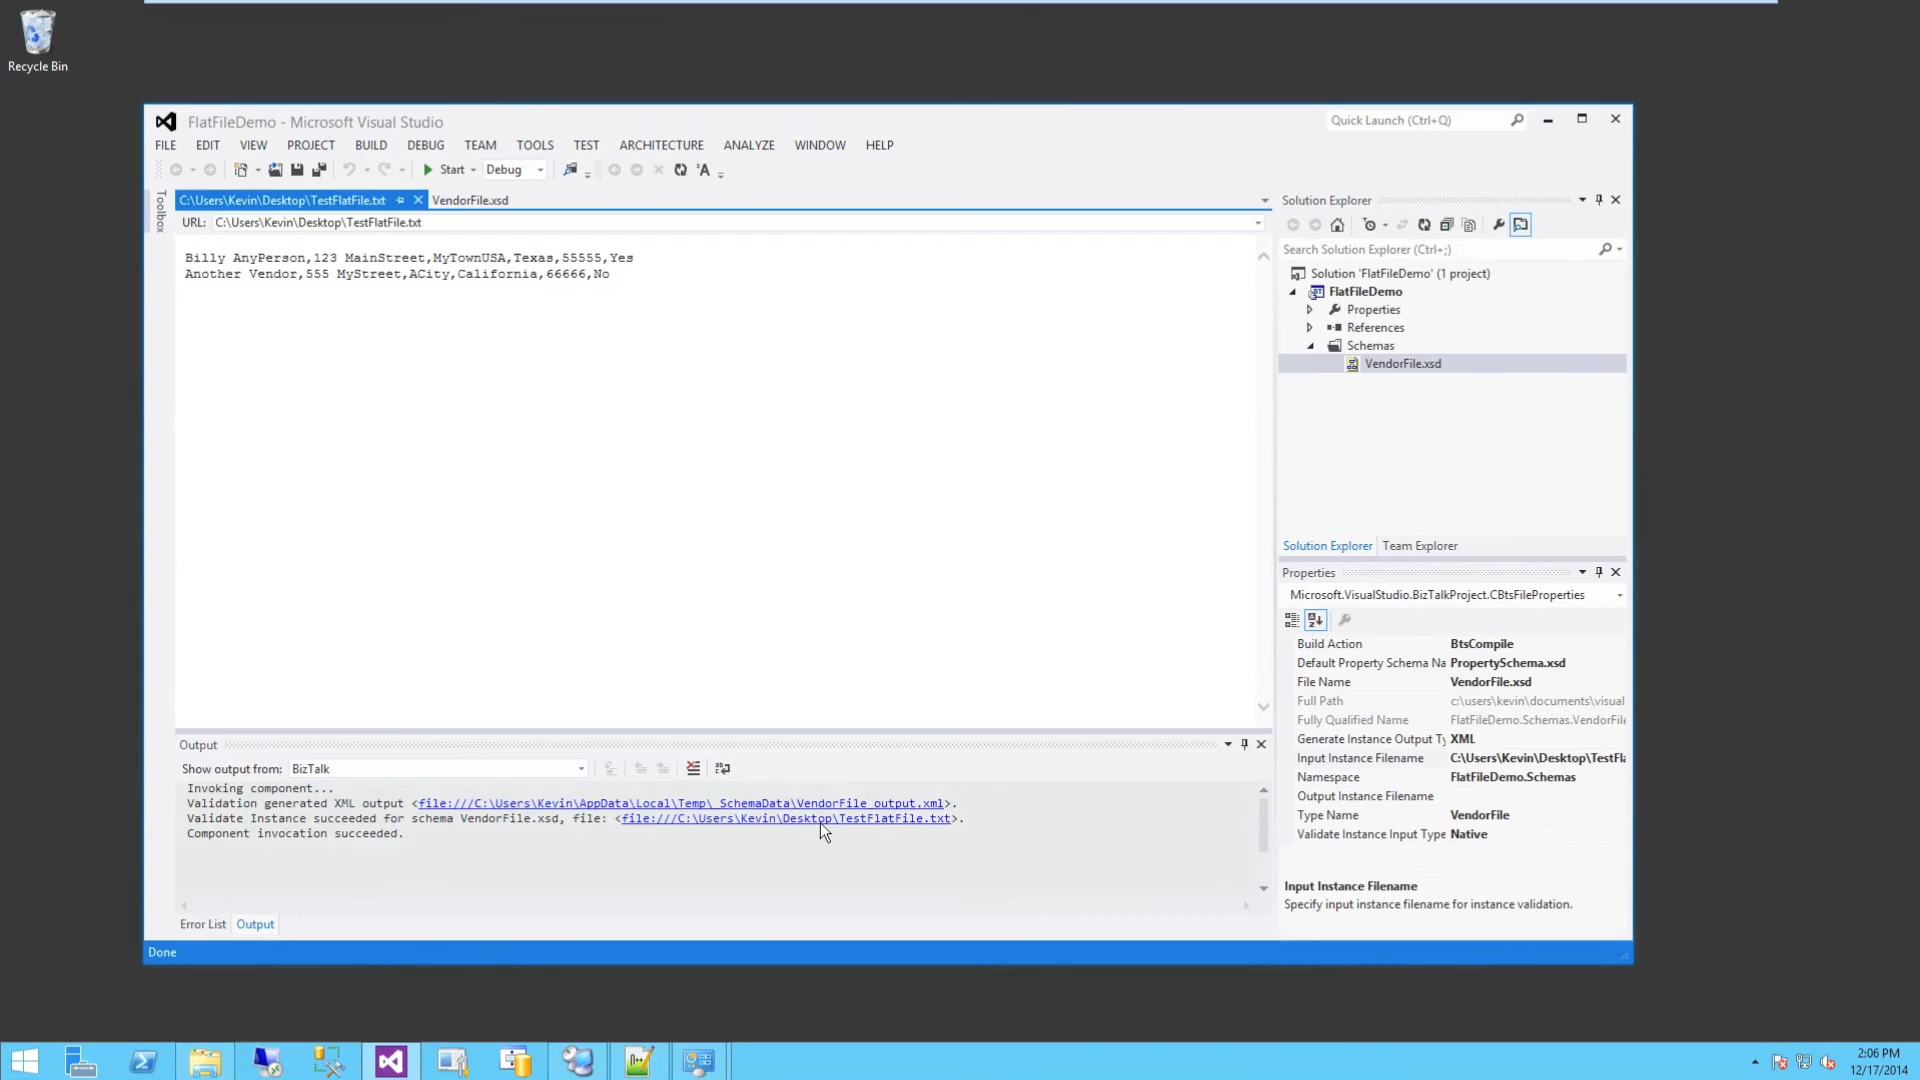 Recycle Bin
FlatFileDemo - Microsoft Visual Studio
Quick Launch (Ctrl+Q)
FILE EDIT VIEW PROJECT BUILD DEBUG TEAM TOOLS TEST ARCHITECTURE ANALYZE WINDOW HELP
Start Debug
Toolbox
C:\Users\Kevin\Desktop\TestFlatFile.txt VendorFile.xsd
URL: C:\Users\Kevin\Desktop\TestFlatFile.txt
Billy AnyPerson,123 MainStreet,MyTownUSA,Texas,55555,Yes
Another Vendor,555 MyStreet,ACity,California,66666,No
Solution Explorer
Search Solution Explorer (Ctrl+;)
Solution 'FlatFileDemo' (1 project)
FlatFileDemo
Properties
References
Schemas
VendorFile.xsd
Solution Explorer Team Explorer
Properties
Microsoft.VisualStudio.BizTalkProject.CBtsFileProperties
Build Action BtsCompile
Default Property Schema Na PropertySchema.xsd
File Name VendorFile.xsd
Full Path c:\users\kevin\documents\visual
Fully Qualified Name FlatFileDemo.Schemas.VendorFile
Generate Instance Output Ty XML
Input Instance Filename C:\Users\Kevin\Desktop\TestFla
Namespace FlatFileDemo.Schemas
Output Instance Filename
Type Name VendorFile
Validate Instance Input Type Native
Input Instance Filename
Specify input instance filename for instance validation.
Output
Show output from: BizTalk
Invoking component...
Validation generated XML output <file:///C:\Users\Kevin\AppData\Local\Temp\_SchemaData\VendorFile_output.xml>.
Validate Instance succeeded for schema VendorFile.xsd, file: <file:///C:\Users\Kevin\Desktop\TestFlatFile.txt>.
Component invocation succeeded.
Error List Output
Done
2:06 PM
12/17/2014